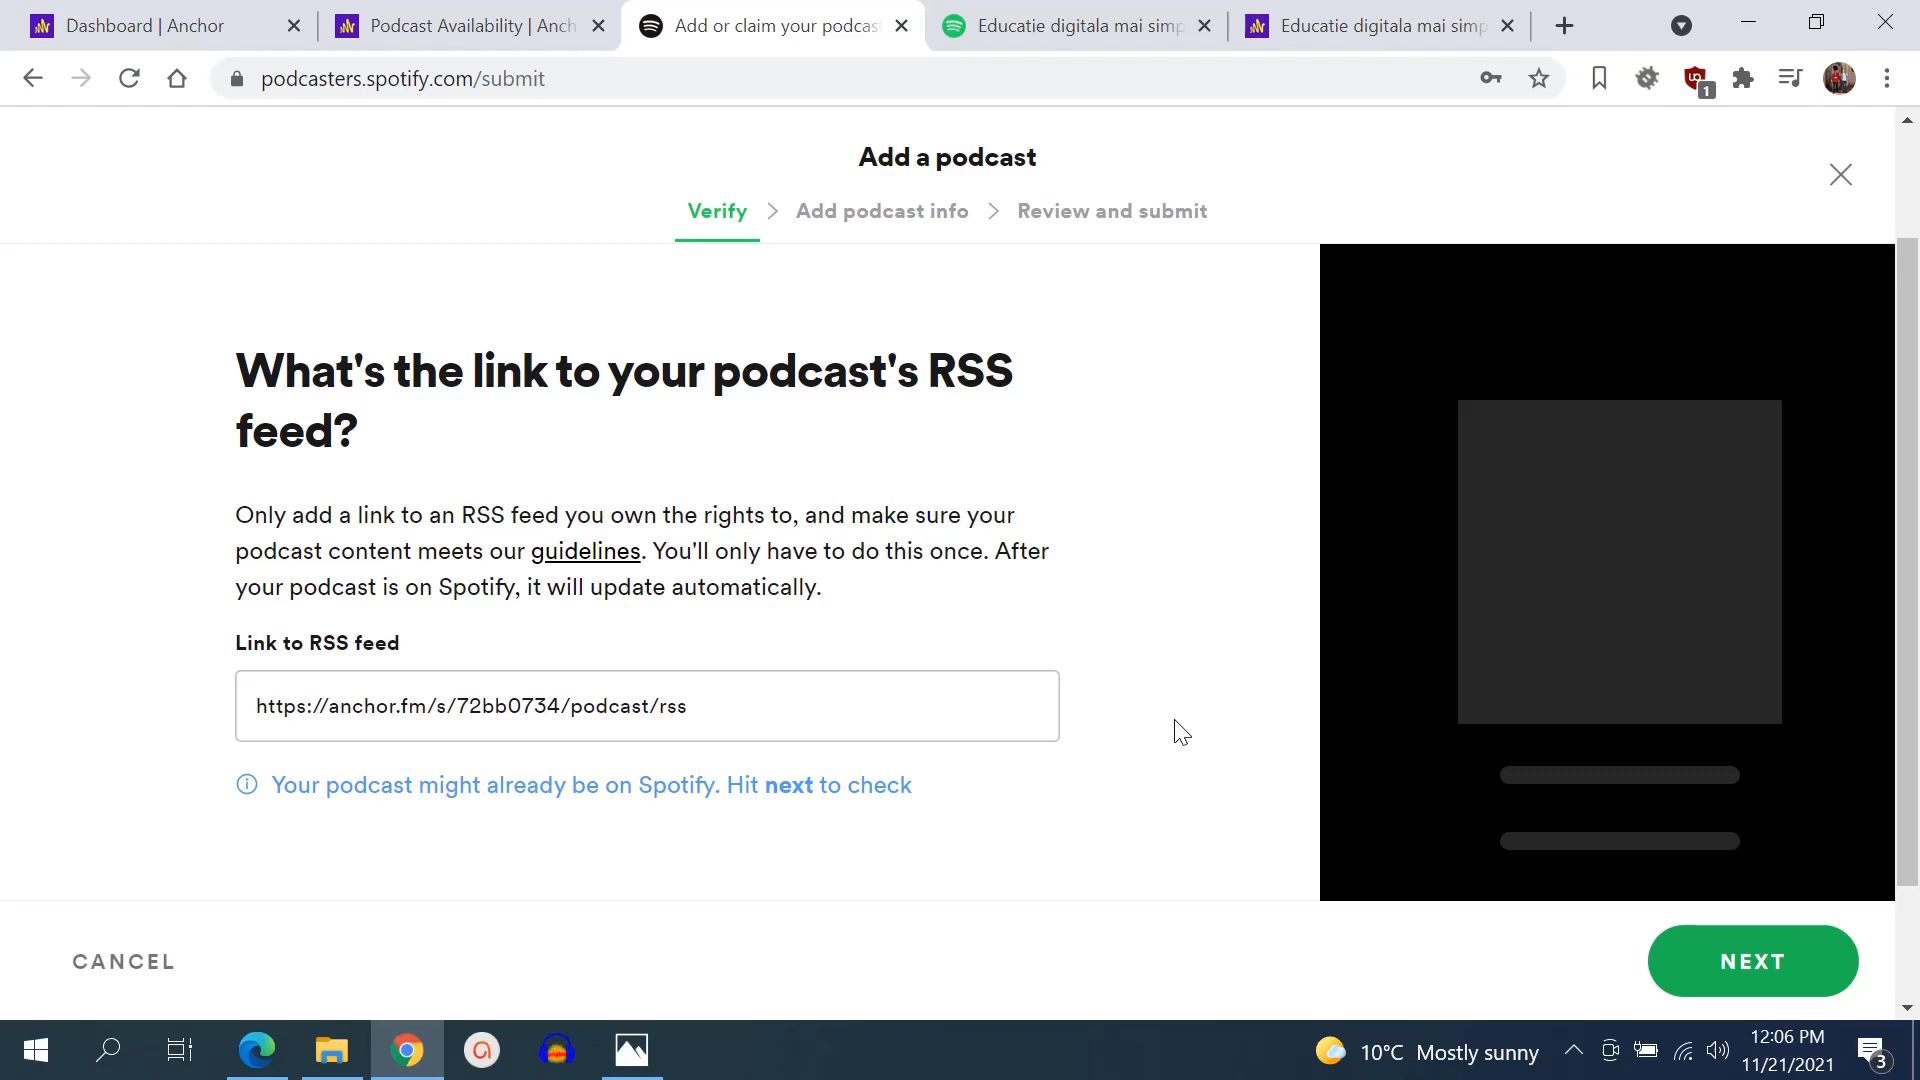 Dashboard | Anchor
Podcast Availability | Anch
Add or claim your podcas
Educatie digitala mai simp
Educatie digitala mai simp
podcasters.spotify.com/submit
1
Add a podcast
Verify
Add podcast info
Review and submit
What's the link to your podcast's RSS
feed?
Only add a link to an RSS feed you own the rights to, and make sure your
podcast content meets our guidelines. You'll only have to do this once. After
your podcast is on Spotify, it will update automatically.
Link to RSS feed
https://anchor.fm/s/72bb0734/podcast/rss
Your podcast might already be on Spotify. Hit next to check
CANCEL
NEXT
10°C Mostly sunny
12:06 PM
11/21/2021
3